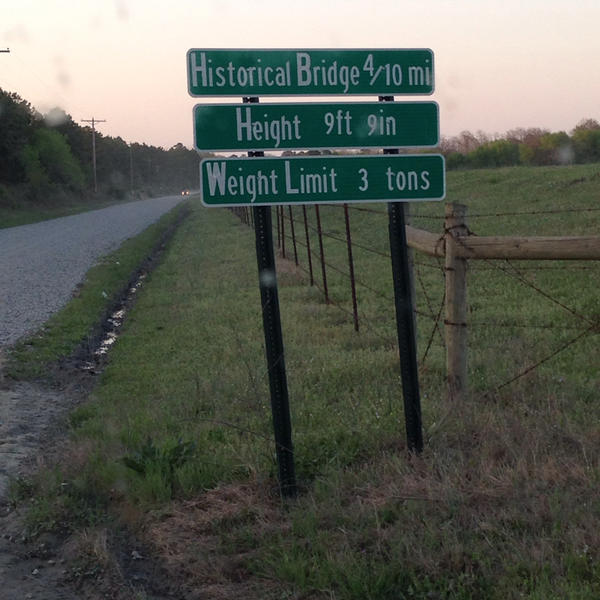 Historical Bridge 4/10 mi
Height 9ft 9in
Weight Limit 3 tons